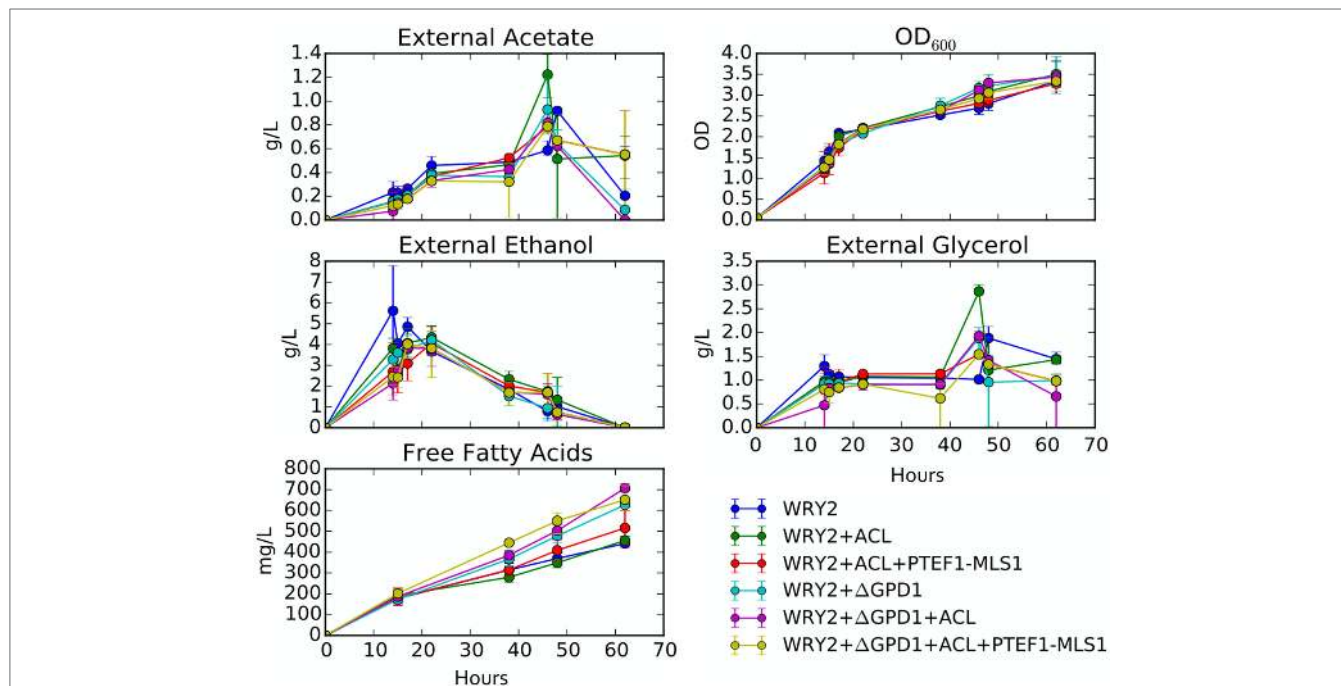 External Acetate
g/L
1.4
1.2
1.0
0.8
0.6
0.4
0.2
0.0
OD600
OD
4.0
3.5
3.0
2.5
2.0
1.5
1.0
0.5
0.0
External Ethanol
g/L
8
7
6
5
4
3
2
1
0
External Glycerol
g/L
3.5
3.0
2.5
2.0
1.5
1.0
0.5
0.0
0 10 20 30 40 50 60 70
Hours
Free Fatty Acids
mg/L
800
700
600
500
400
300
200
100
0
0 10 20 30 40 50 60 70
Hours
WRY2
WRY2+ACL
WRY2+ACL+PTEF1-MLS1
WRY2+ΔGPD1
WRY2+ΔGPD1+ACL
WRY2+ΔGPD1+ACL+PTEF1-MLS1